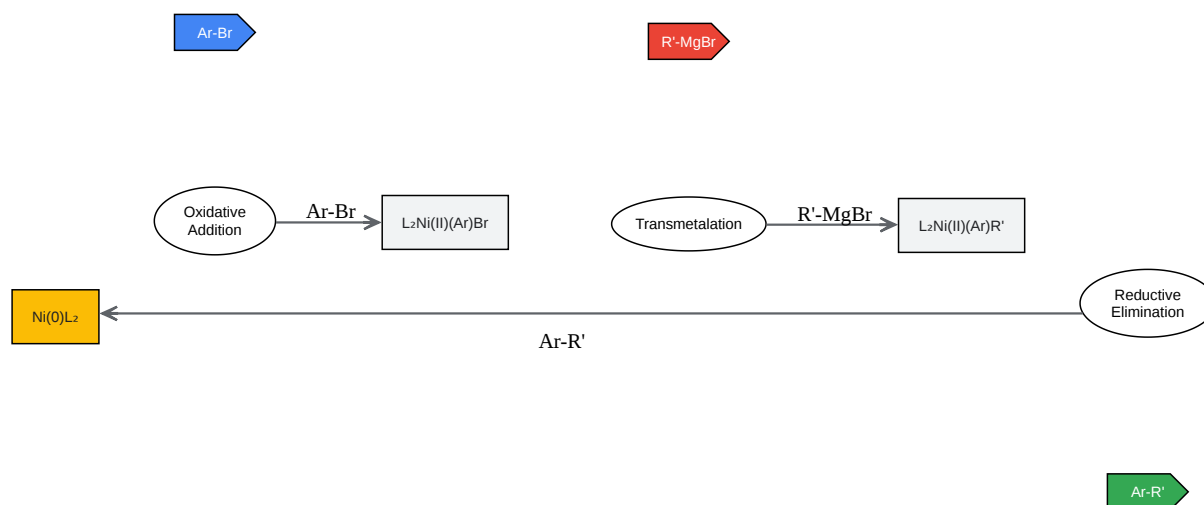 Ar-Br
R'-MgBr
Oxidative
Addition
Ar-Br
L₂Ni(II)(Ar)Br
Transmetalation
R'-MgBr
L₂Ni(II)(Ar)R'
Reductive
Elimination
Ni(0)L₂
Ar-R'
Ar-R'